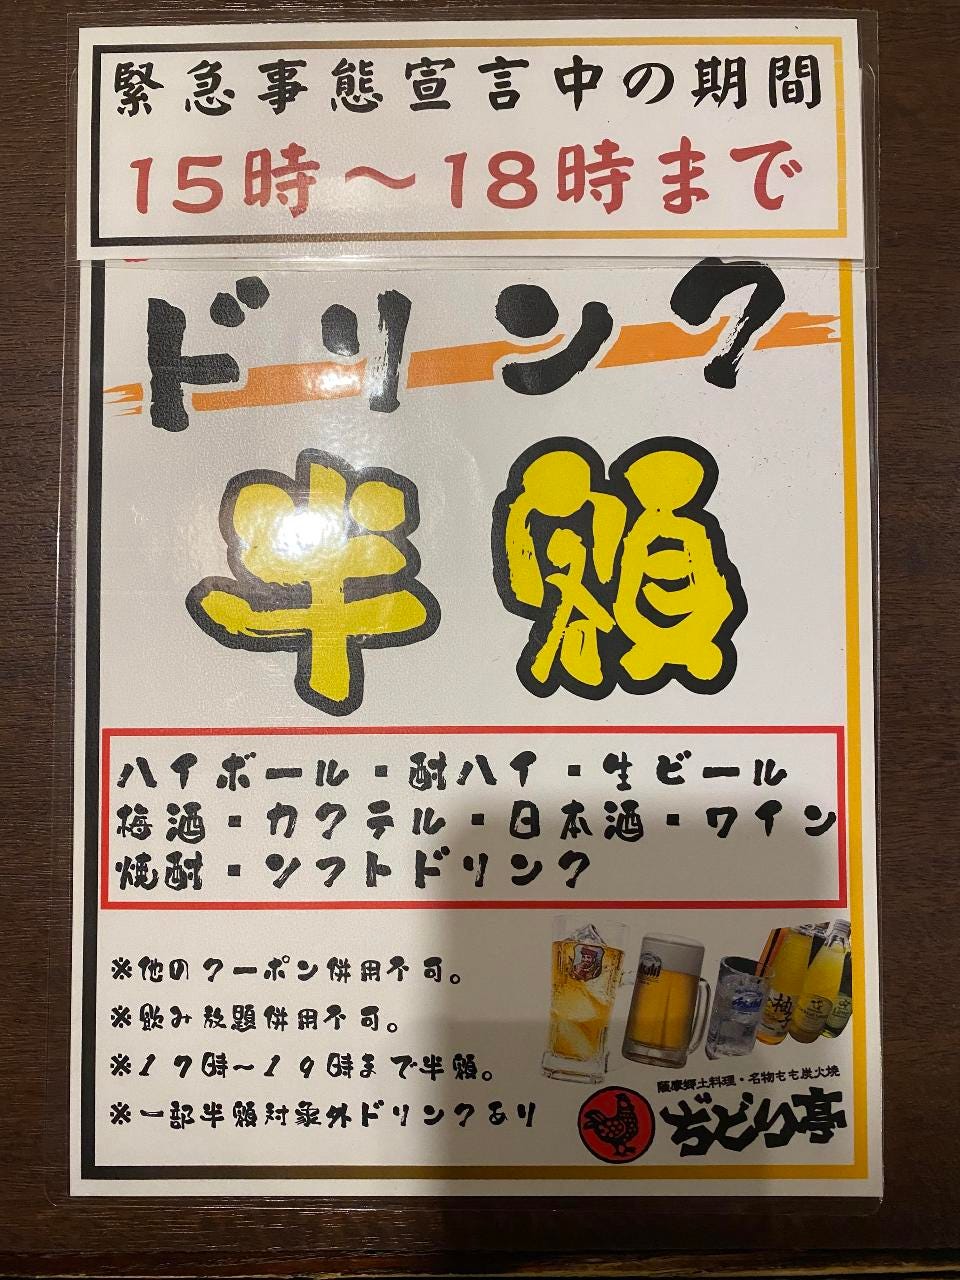 緊急事態宣言中の期間
15時～18時まで
ドリンク
半額
ハイボール・酎ハイ・生ビール
梅酒・カクテル・日本酒・ワイン
焼酎・ソフトドリンク
※他のクーポン併用不可。
※飲み放題併用不可。
※17時～19時まで半額。
※一部半額対象外ドリンクあり
Asahi
Asahi
薩摩郷土料理・名物もも炭火焼
ぢどり亭